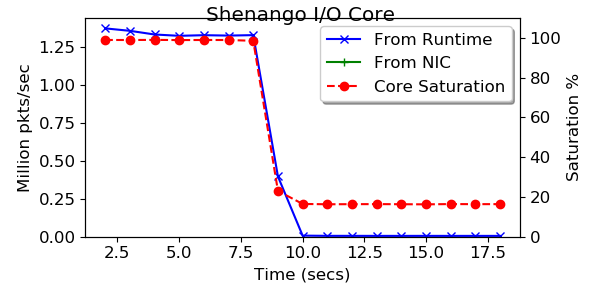 Shenango I/O Core
From Runtime
From NIC
Core Saturation
Million pkts/sec
1.25
1.00
0.75
0.50
0.25
0.00
Saturation %
100
80
60
40
20
0
2.5 5.0 7.5 10.0 12.5 15.0 17.5
Time (secs)